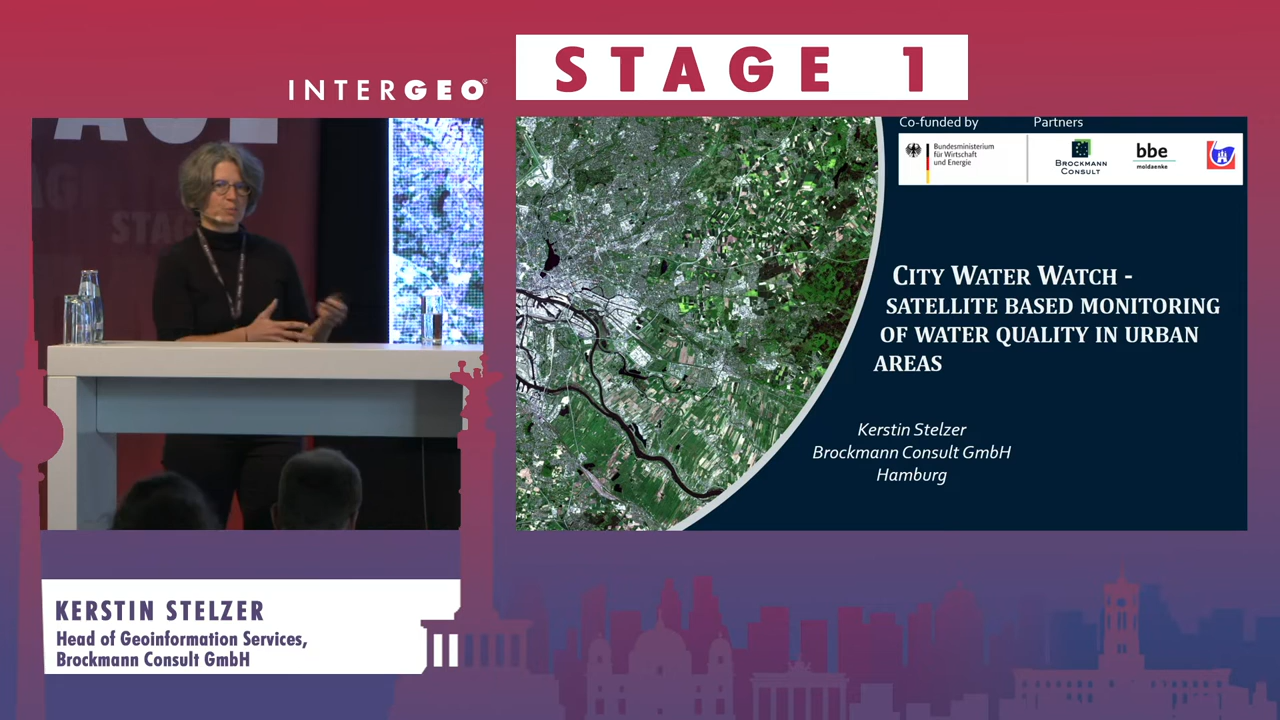 INTERGEO®
STAGE 1
Co-funded by
Partners
Bundesministerium
für Wirtschaft
und Energie
BROCKMANN
CONSULT
bbe
moldaenke
CITY WATER WATCH -
SATELLITE BASED MONITORING
OF WATER QUALITY IN URBAN
AREAS
Kerstin Stelzer
Brockmann Consult GmbH
Hamburg
KERSTIN STELZER
Head of Geoinformation Services,
Brockmann Consult GmbH